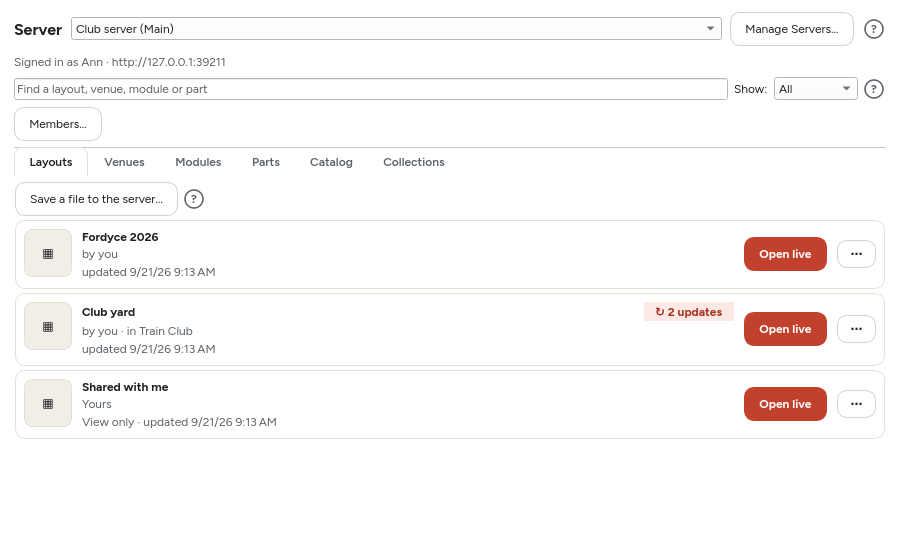 Server Club server (Main) Manage Servers... ?
Signed in as Ann · http://127.0.0.1:39211
Find a layout, venue, module or part Show: All ?
Members...
Layouts Venues Modules Parts Catalog Collections
Save a file to the server... ?
Fordyce 2026
by you
updated 9/21/26 9:13 AM
Open live ...
Club yard
by you · in Train Club
updated 9/21/26 9:13 AM
↻ 2 updates
Open live ...
Shared with me
Yours
View only · updated 9/21/26 9:13 AM
Open live ...